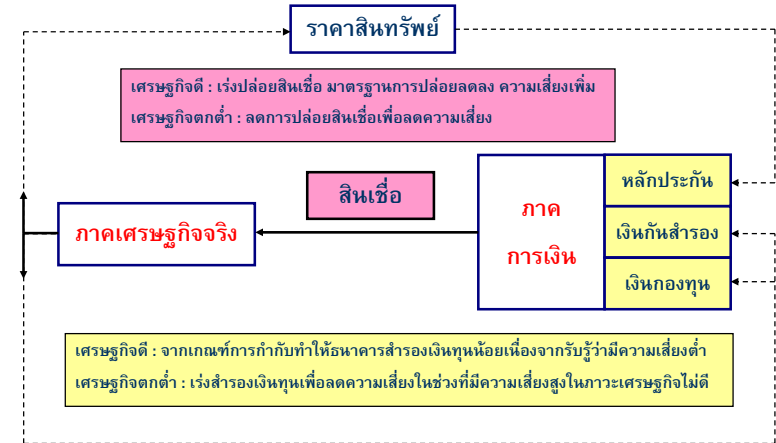 ราคาสินทรัพย์
เศรษฐกิจดี : เร่งปล่อยสินเชื่อ มาตรฐานการปล่อยลดลง ความเสี่ยงเพิ่ม
เศรษฐกิจตกต่ำ : ลดการปล่อยสินเชื่อเพื่อลดความเสี่ยง
สินเชื่อ
ภาคเศรษฐกิจจริง
ภาค
การเงิน
หลักประกัน
เงินกันสำรอง
เงินกองทุน
เศรษฐกิจดี : จากเกณฑ์การกำกับทำให้ธนาคารสำรองเงินทุนน้อยเนื่องจากรับรู้ว่ามีความเสี่ยงต่ำ
เศรษฐกิจตกต่ำ : เร่งสำรองเงินทุนเพื่อลดความเสี่ยงในช่วงที่มีความเสี่ยงสูงในภาวะเศรษฐกิจไม่ดี